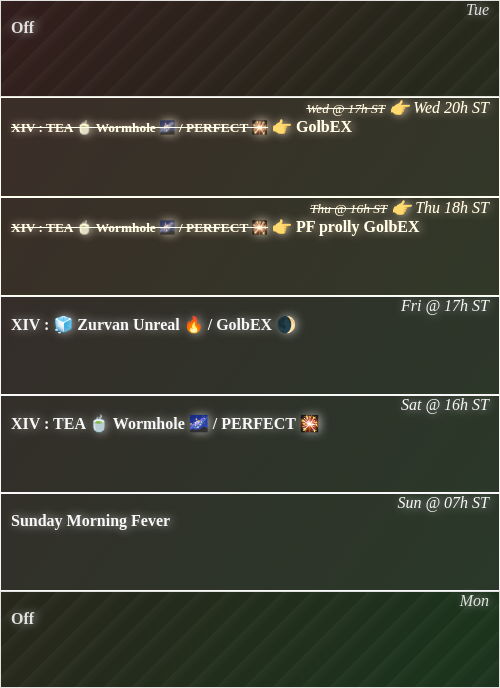 Tue
Off
Wed @ 17h ST 👉 Wed 20h ST
XIV : TEA 🍵 Wormhole 🌌 / PERFECT 🎇 👉 GolbEX
Thu @ 16h ST 👉 Thu 18h ST
XIV : TEA 🍵 Wormhole 🌌 / PERFECT 🎇 👉 PF prolly GolbEX
Fri @ 17h ST
XIV : 🧊 Zurvan Unreal 🔥 / GolbEX 🌒
Sat @ 16h ST
XIV : TEA 🍵 Wormhole 🌌 / PERFECT 🎇
Sun @ 07h ST
Sunday Morning Fever
Mon
Off